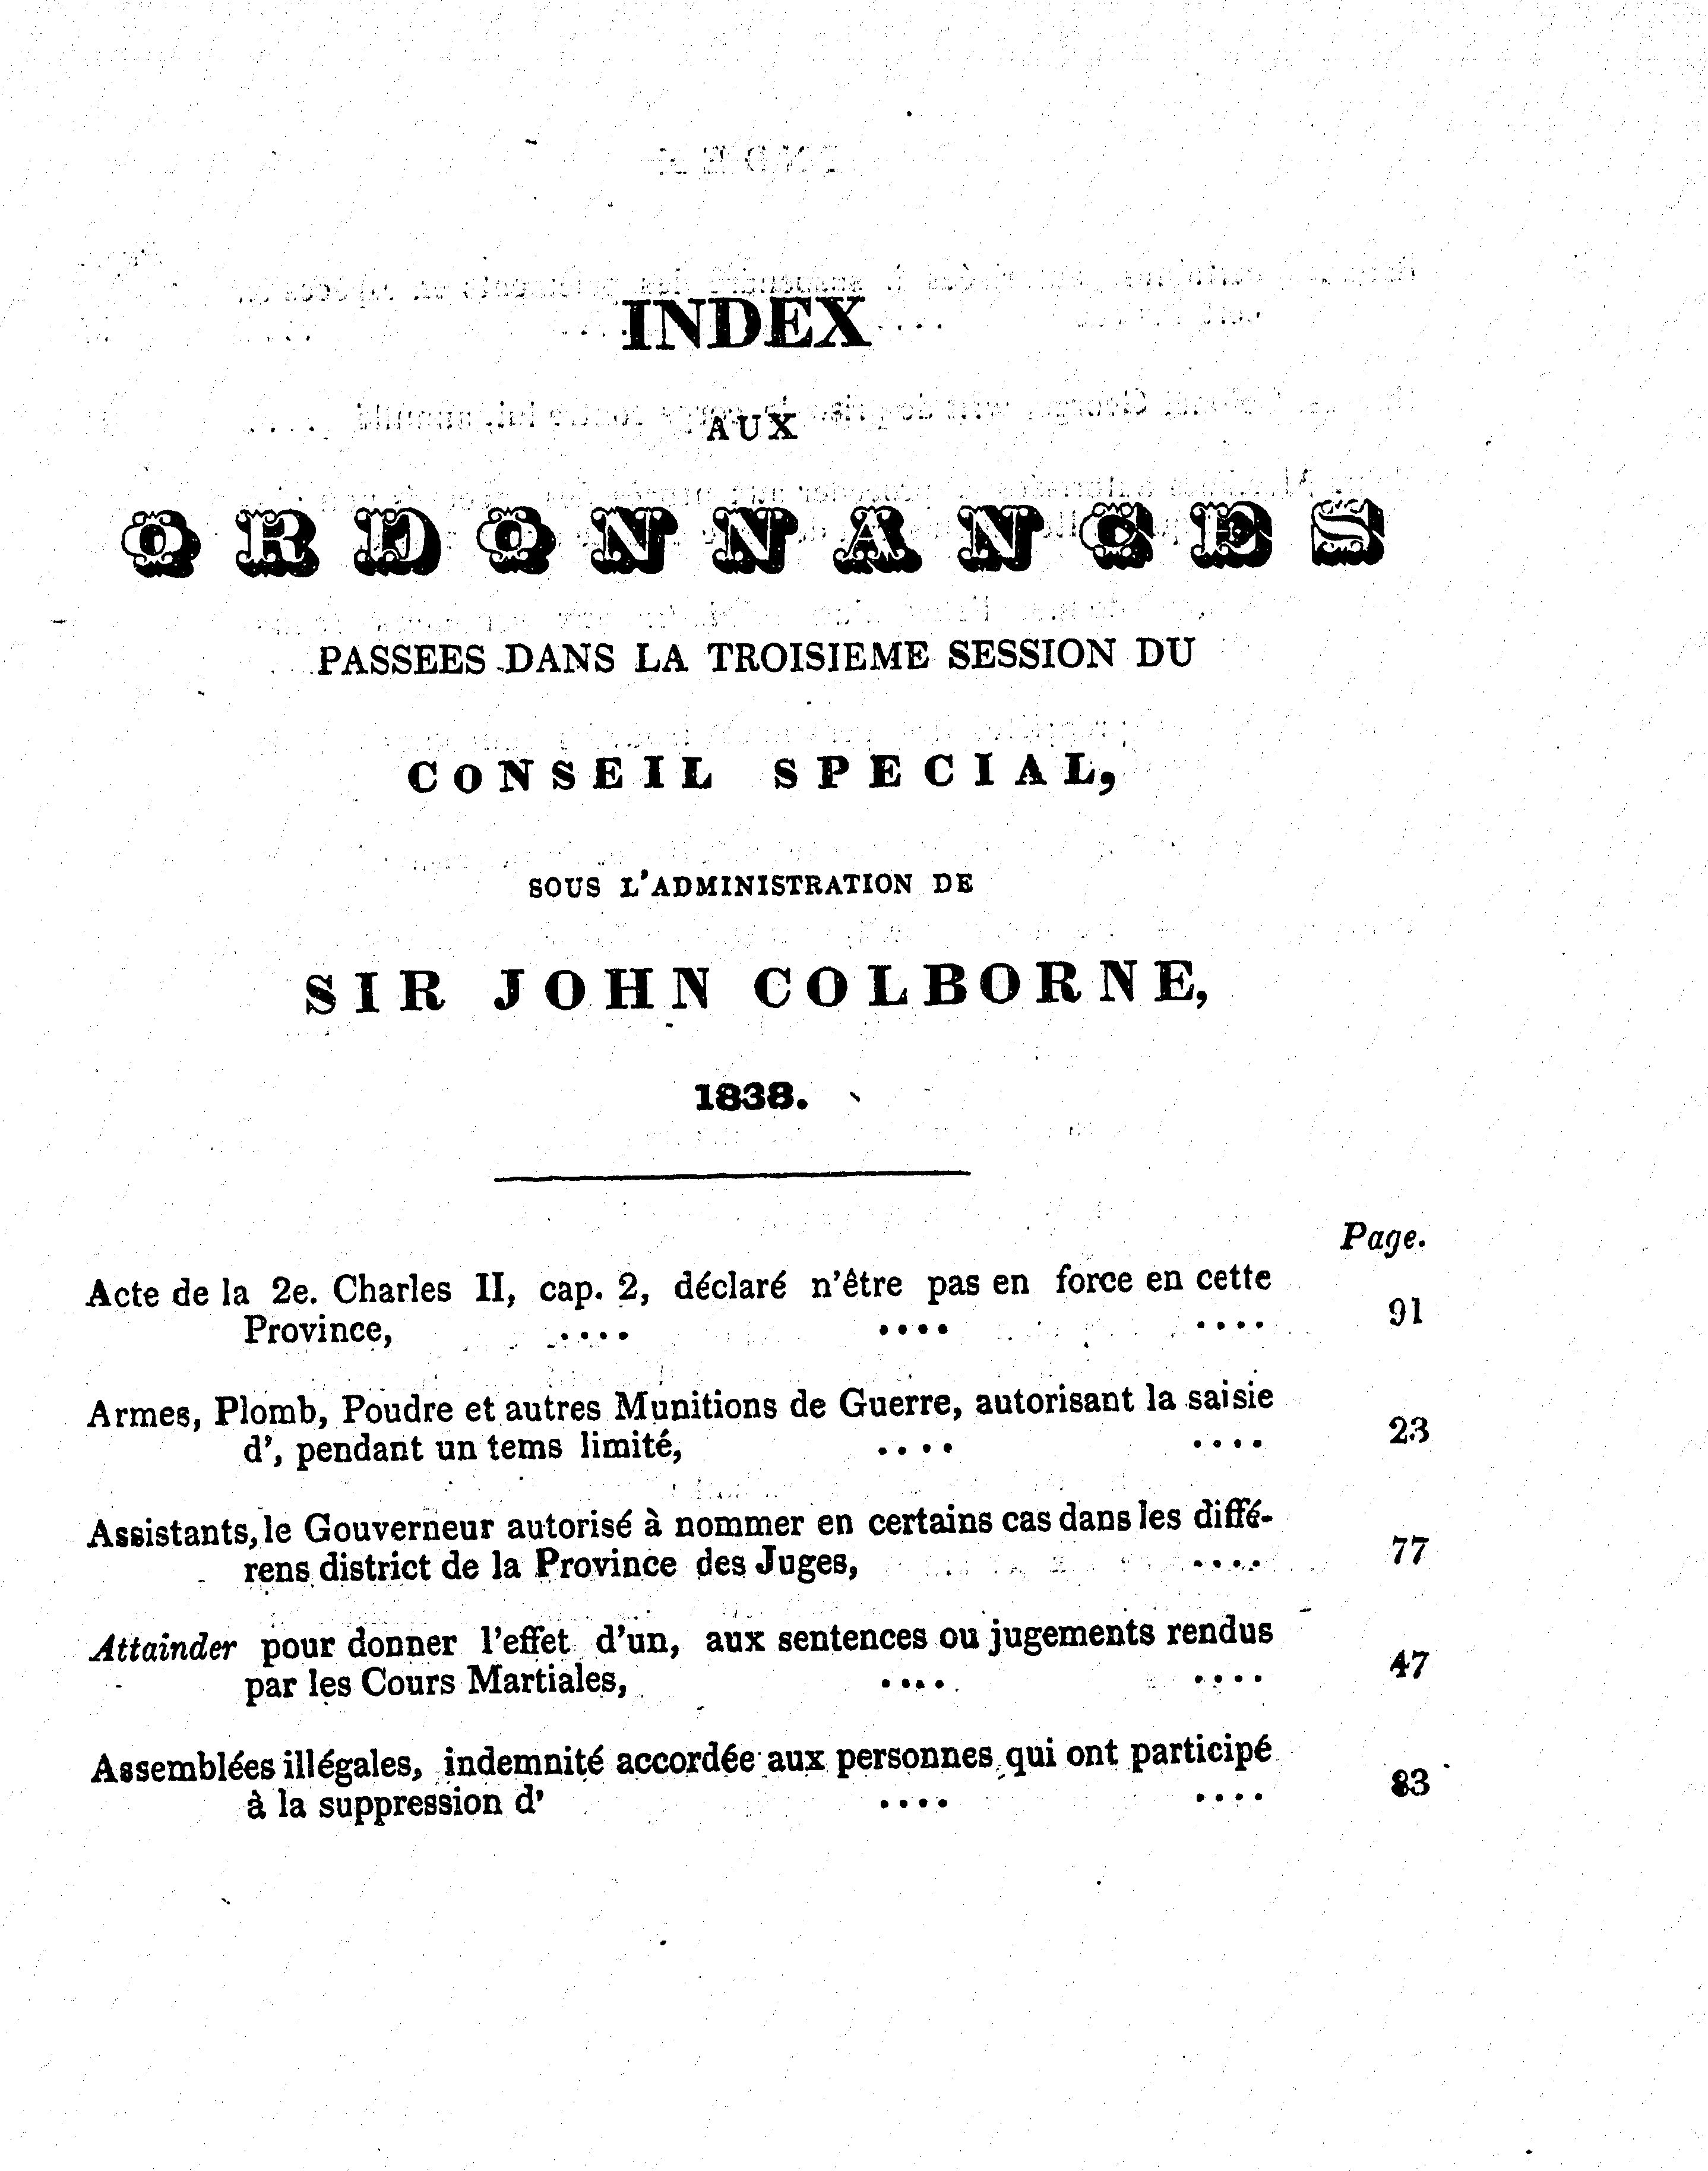 INDEX
AUX
ORDONNANCES
PASSEES DANS LA TROISIEME SESSION DU
CONSEIL SPECIAL,
SOUS L'ADMINISTRATION DE
SIR JOHN COLBORNE,
1838.
Page.
Acte de la 2e. Charles II, cap. 2, déclaré n'être pas en force en cette
Province, .... .... .... 91
Armes, Plomb, Poudre et autres Munitions de Guerre, autorisant la saisie
d', pendant un tems limité, .... .... 23
Assistants, le Gouverneur autorisé à nommer en certains cas dans les diffé-
rens district de la Province des Juges, .... 77
Attainder pour donner l'effet d'un, aux sentences ou jugements rendus
par les Cours Martiales, .... .... 47
Assemblées illégales, indemnité accordée aux personnes qui ont participé
à la suppression d' .... .... 83